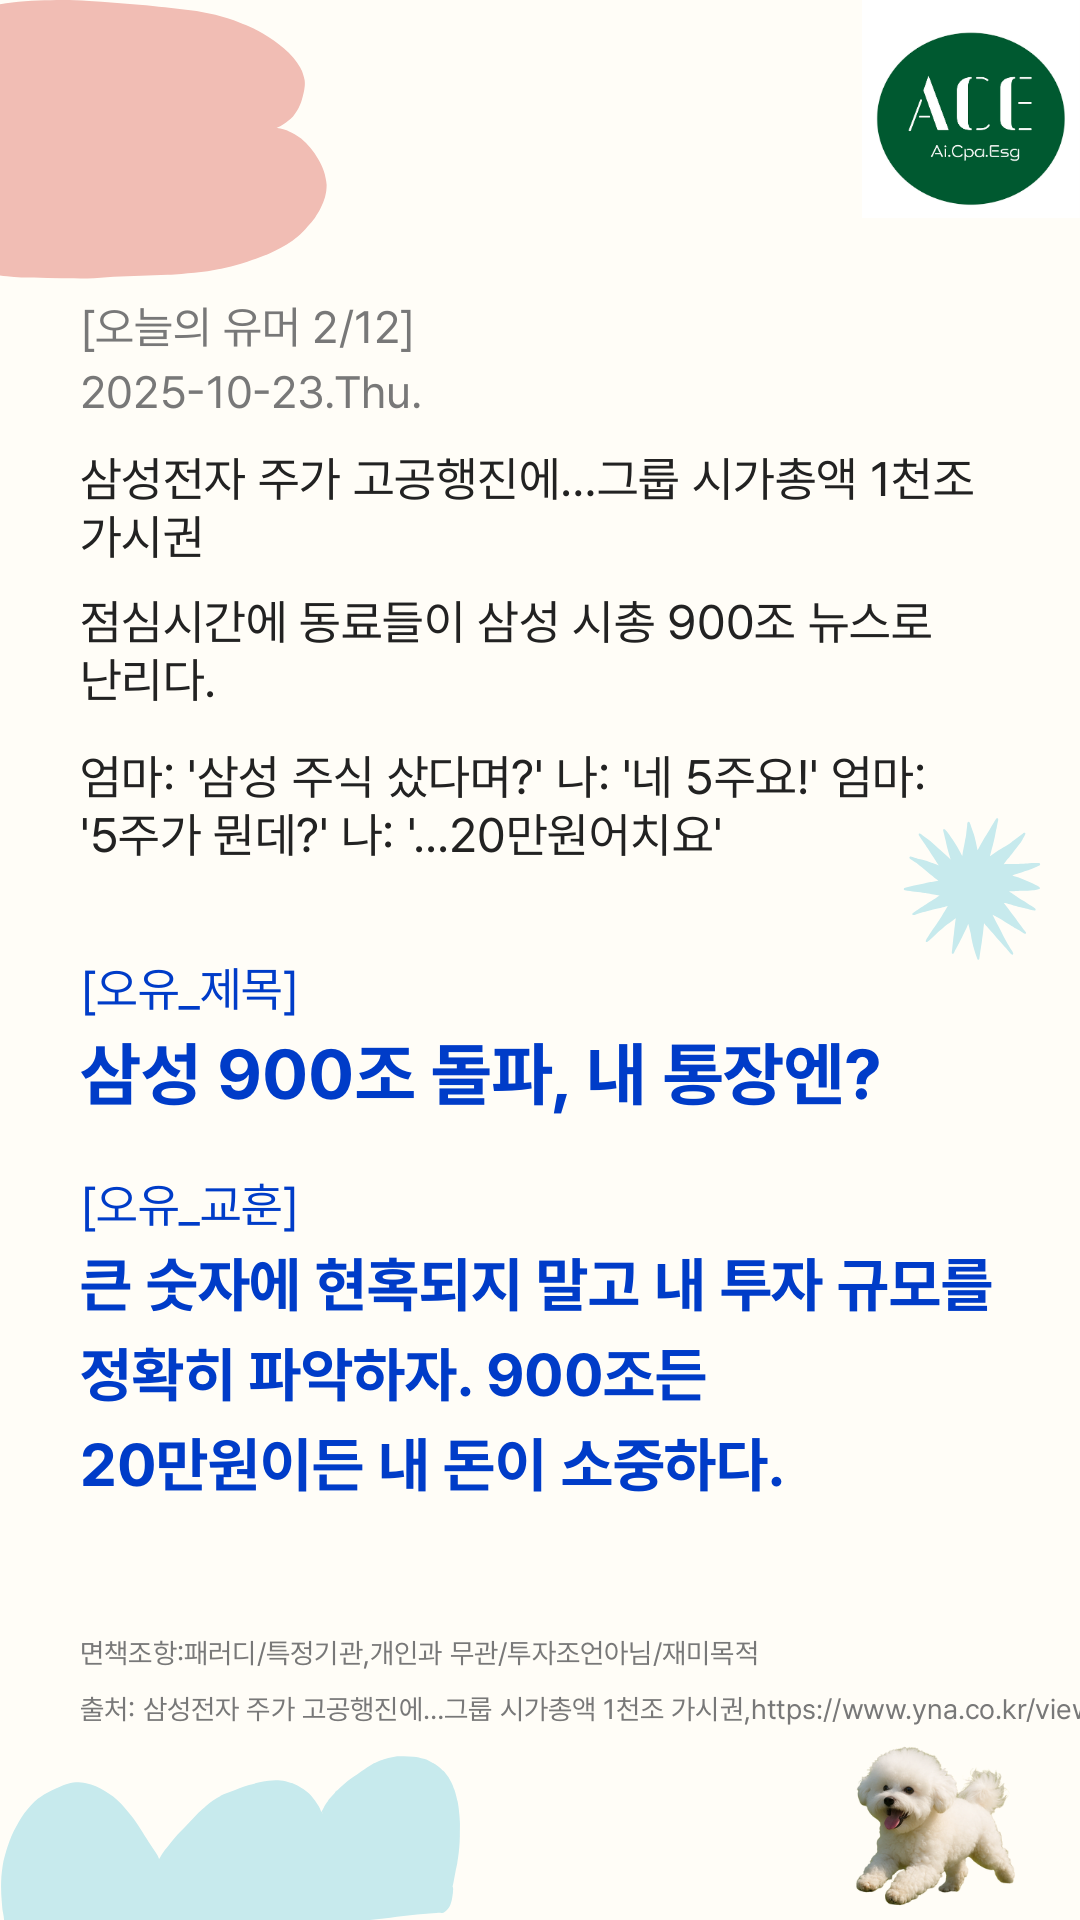 ACE
Ai.Cpa.Esg
[오늘의 유머 2/12]
2025-10-23.Thu.
삼성전자 주가 고공행진에...그룹 시가총액 1천조
가시권
점심시간에 동료들이 삼성 시총 900조 뉴스로
난리다.
엄마: '삼성 주식 샀다며?' 나: '네 5주요!' 엄마:
'5주가 뭔데?' 나: '...20만원어치요'
[오유_제목]
삼성 900조 돌파, 내 통장엔?
[오유_교훈]
큰 숫자에 현혹되지 말고 내 투자 규모를
정확히 파악하자. 900조든
20만원이든 내 돈이 소중하다.
면책조항:패러디/특정기관,개인과 무관/투자조언아님/재미목적
출처: 삼성전자 주가 고공행진에...그룹 시가총액 1천조 가시권,https://www.yna.co.kr/view